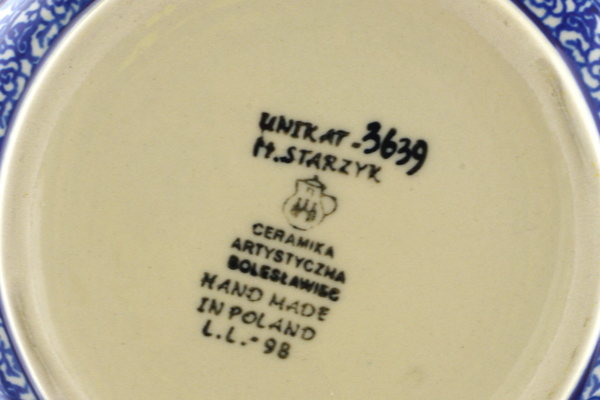 UNIKAT - 3639
M. STARZYK
CERAMIKA
ARTYSTYCZNA
BOLESŁAWIEC
HAND MADE
IN POLAND
L.L.- 98